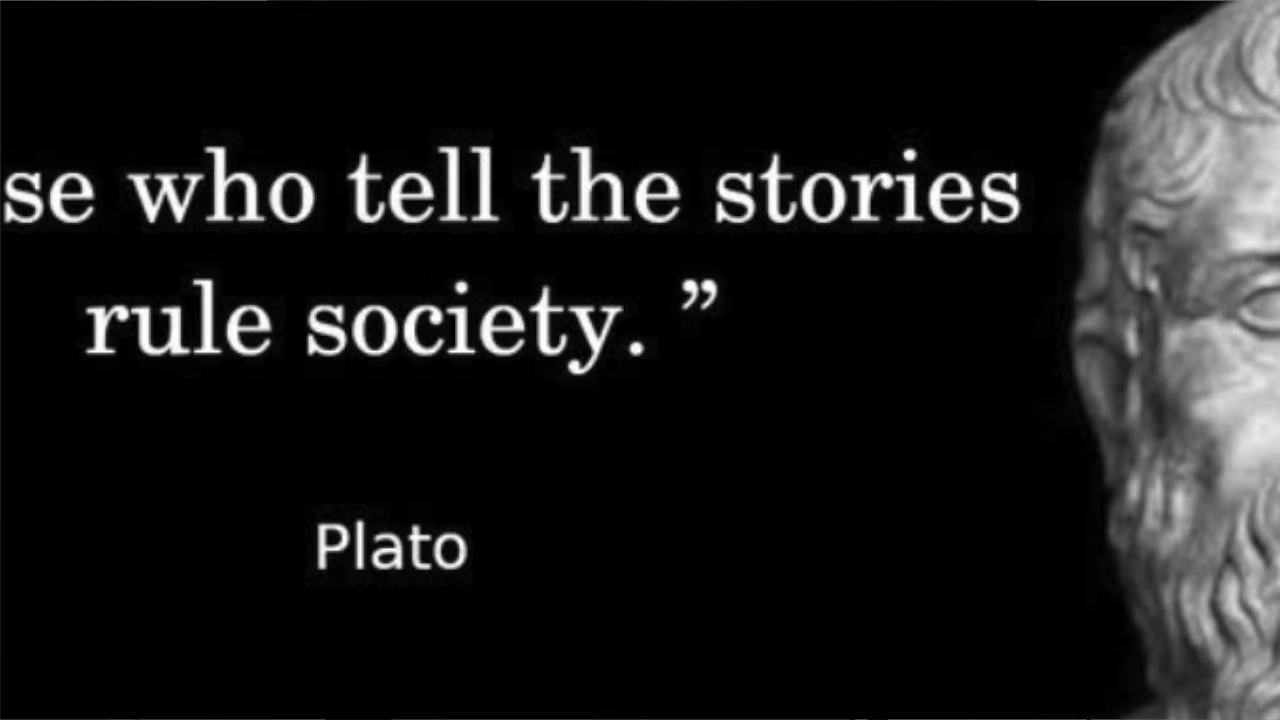 se who tell the stories
rule society. ”
Plato